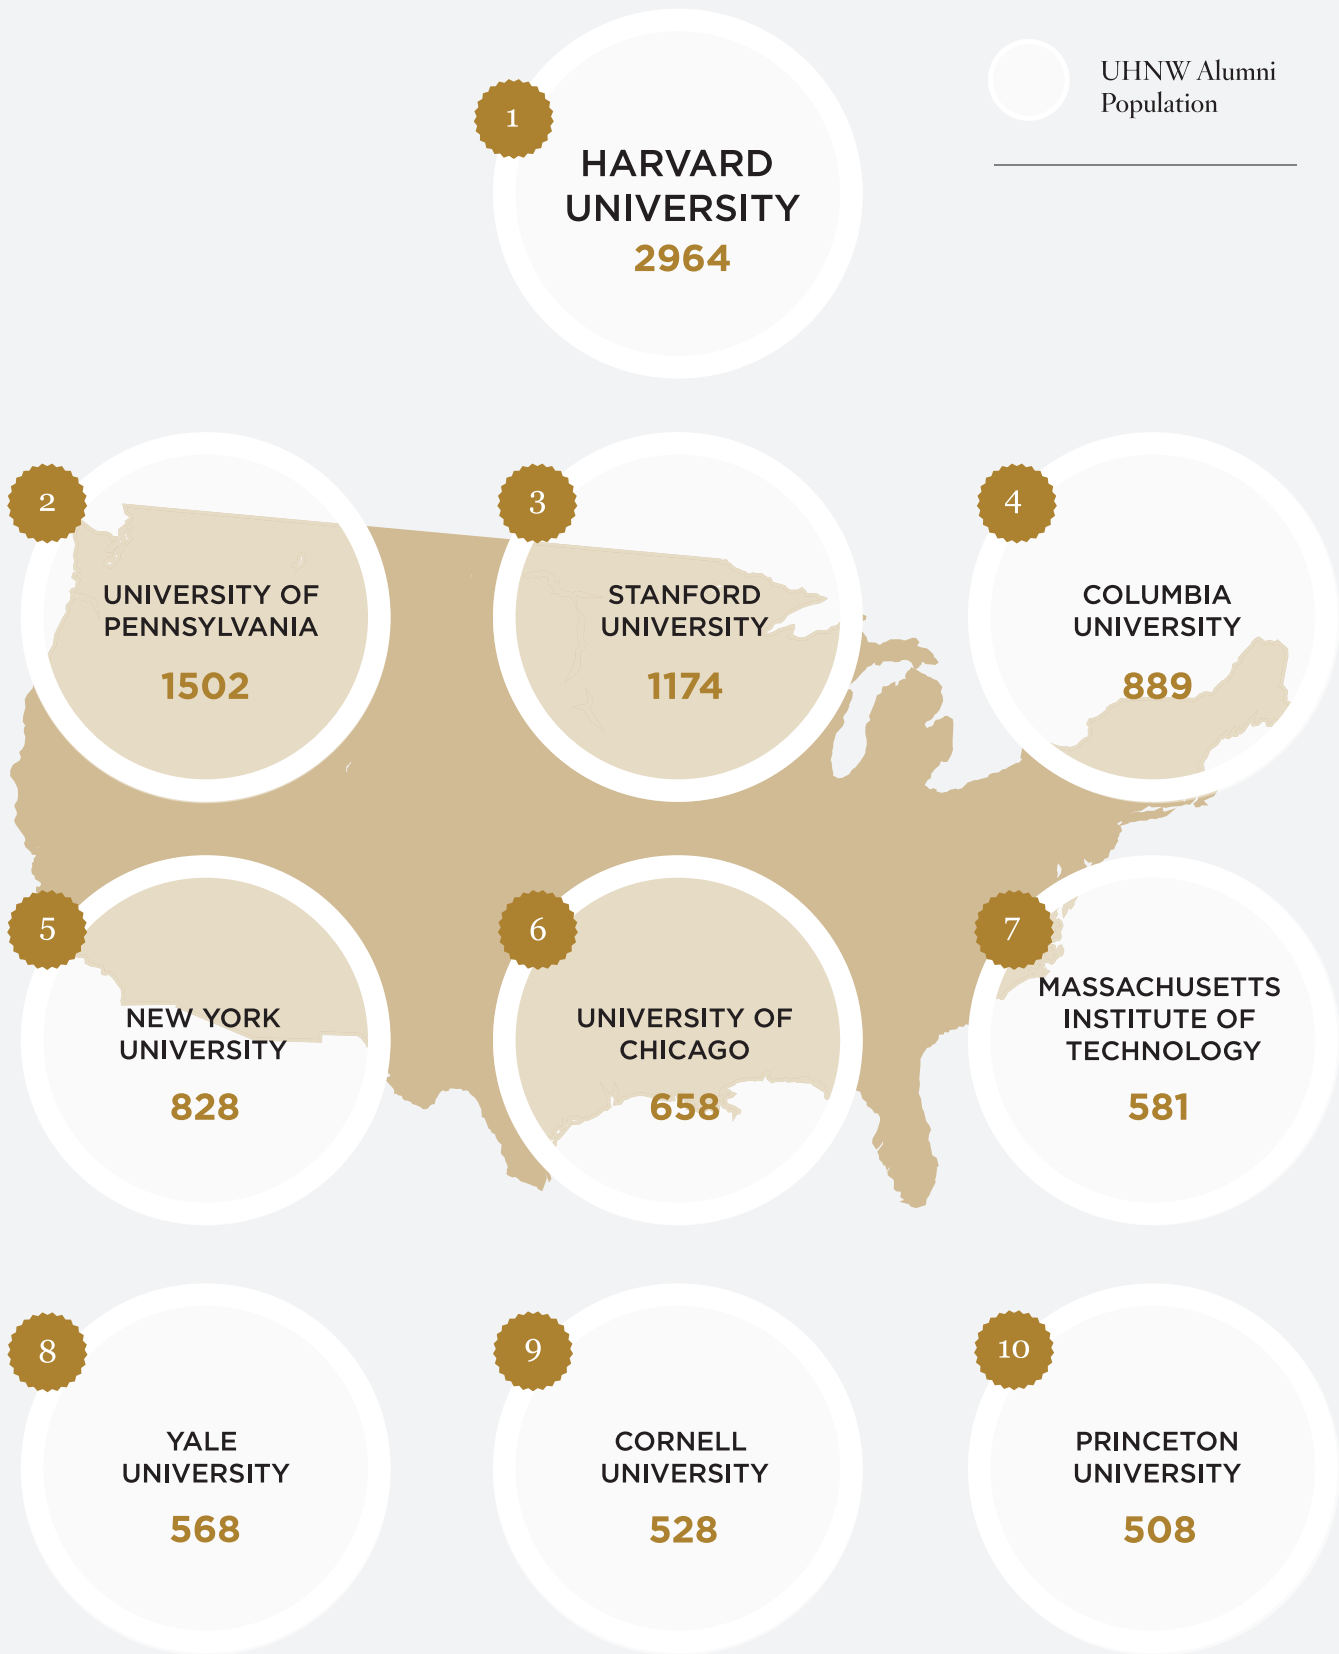 UHNW Alumni
Population
1
HARVARD
UNIVERSITY
2964
2
UNIVERSITY OF
PENNSYLVANIA
1502
3
STANFORD
UNIVERSITY
1174
4
COLUMBIA
UNIVERSITY
889
5
NEW YORK
UNIVERSITY
828
6
UNIVERSITY OF
CHICAGO
658
7
MASSACHUSETTS
INSTITUTE OF
TECHNOLOGY
581
8
YALE
UNIVERSITY
568
9
CORNELL
UNIVERSITY
528
10
PRINCETON
UNIVERSITY
508